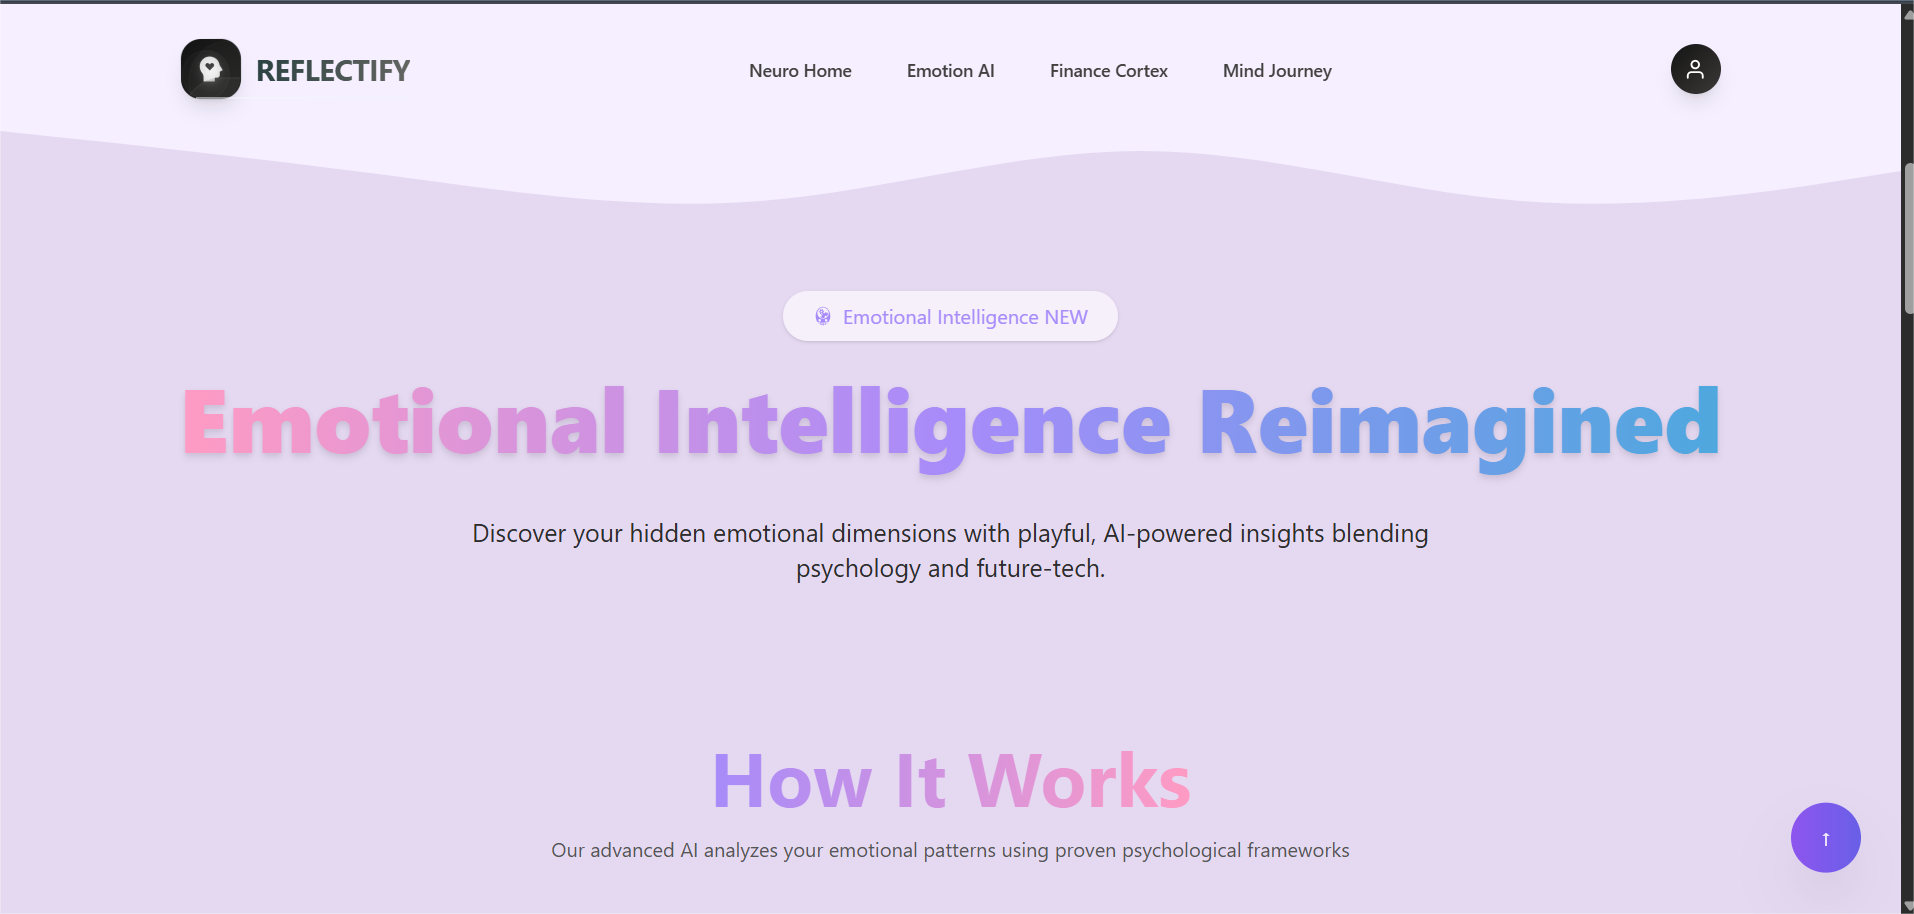 REFLECTIFY
Neuro Home
Emotion AI
Finance Cortex
Mind Journey
Emotional Intelligence NEW
Emotional Intelligence Reimagined
Discover your hidden emotional dimensions with playful, AI-powered insights blending
psychology and future-tech.
How It Works
Our advanced AI analyzes your emotional patterns using proven psychological frameworks
↑